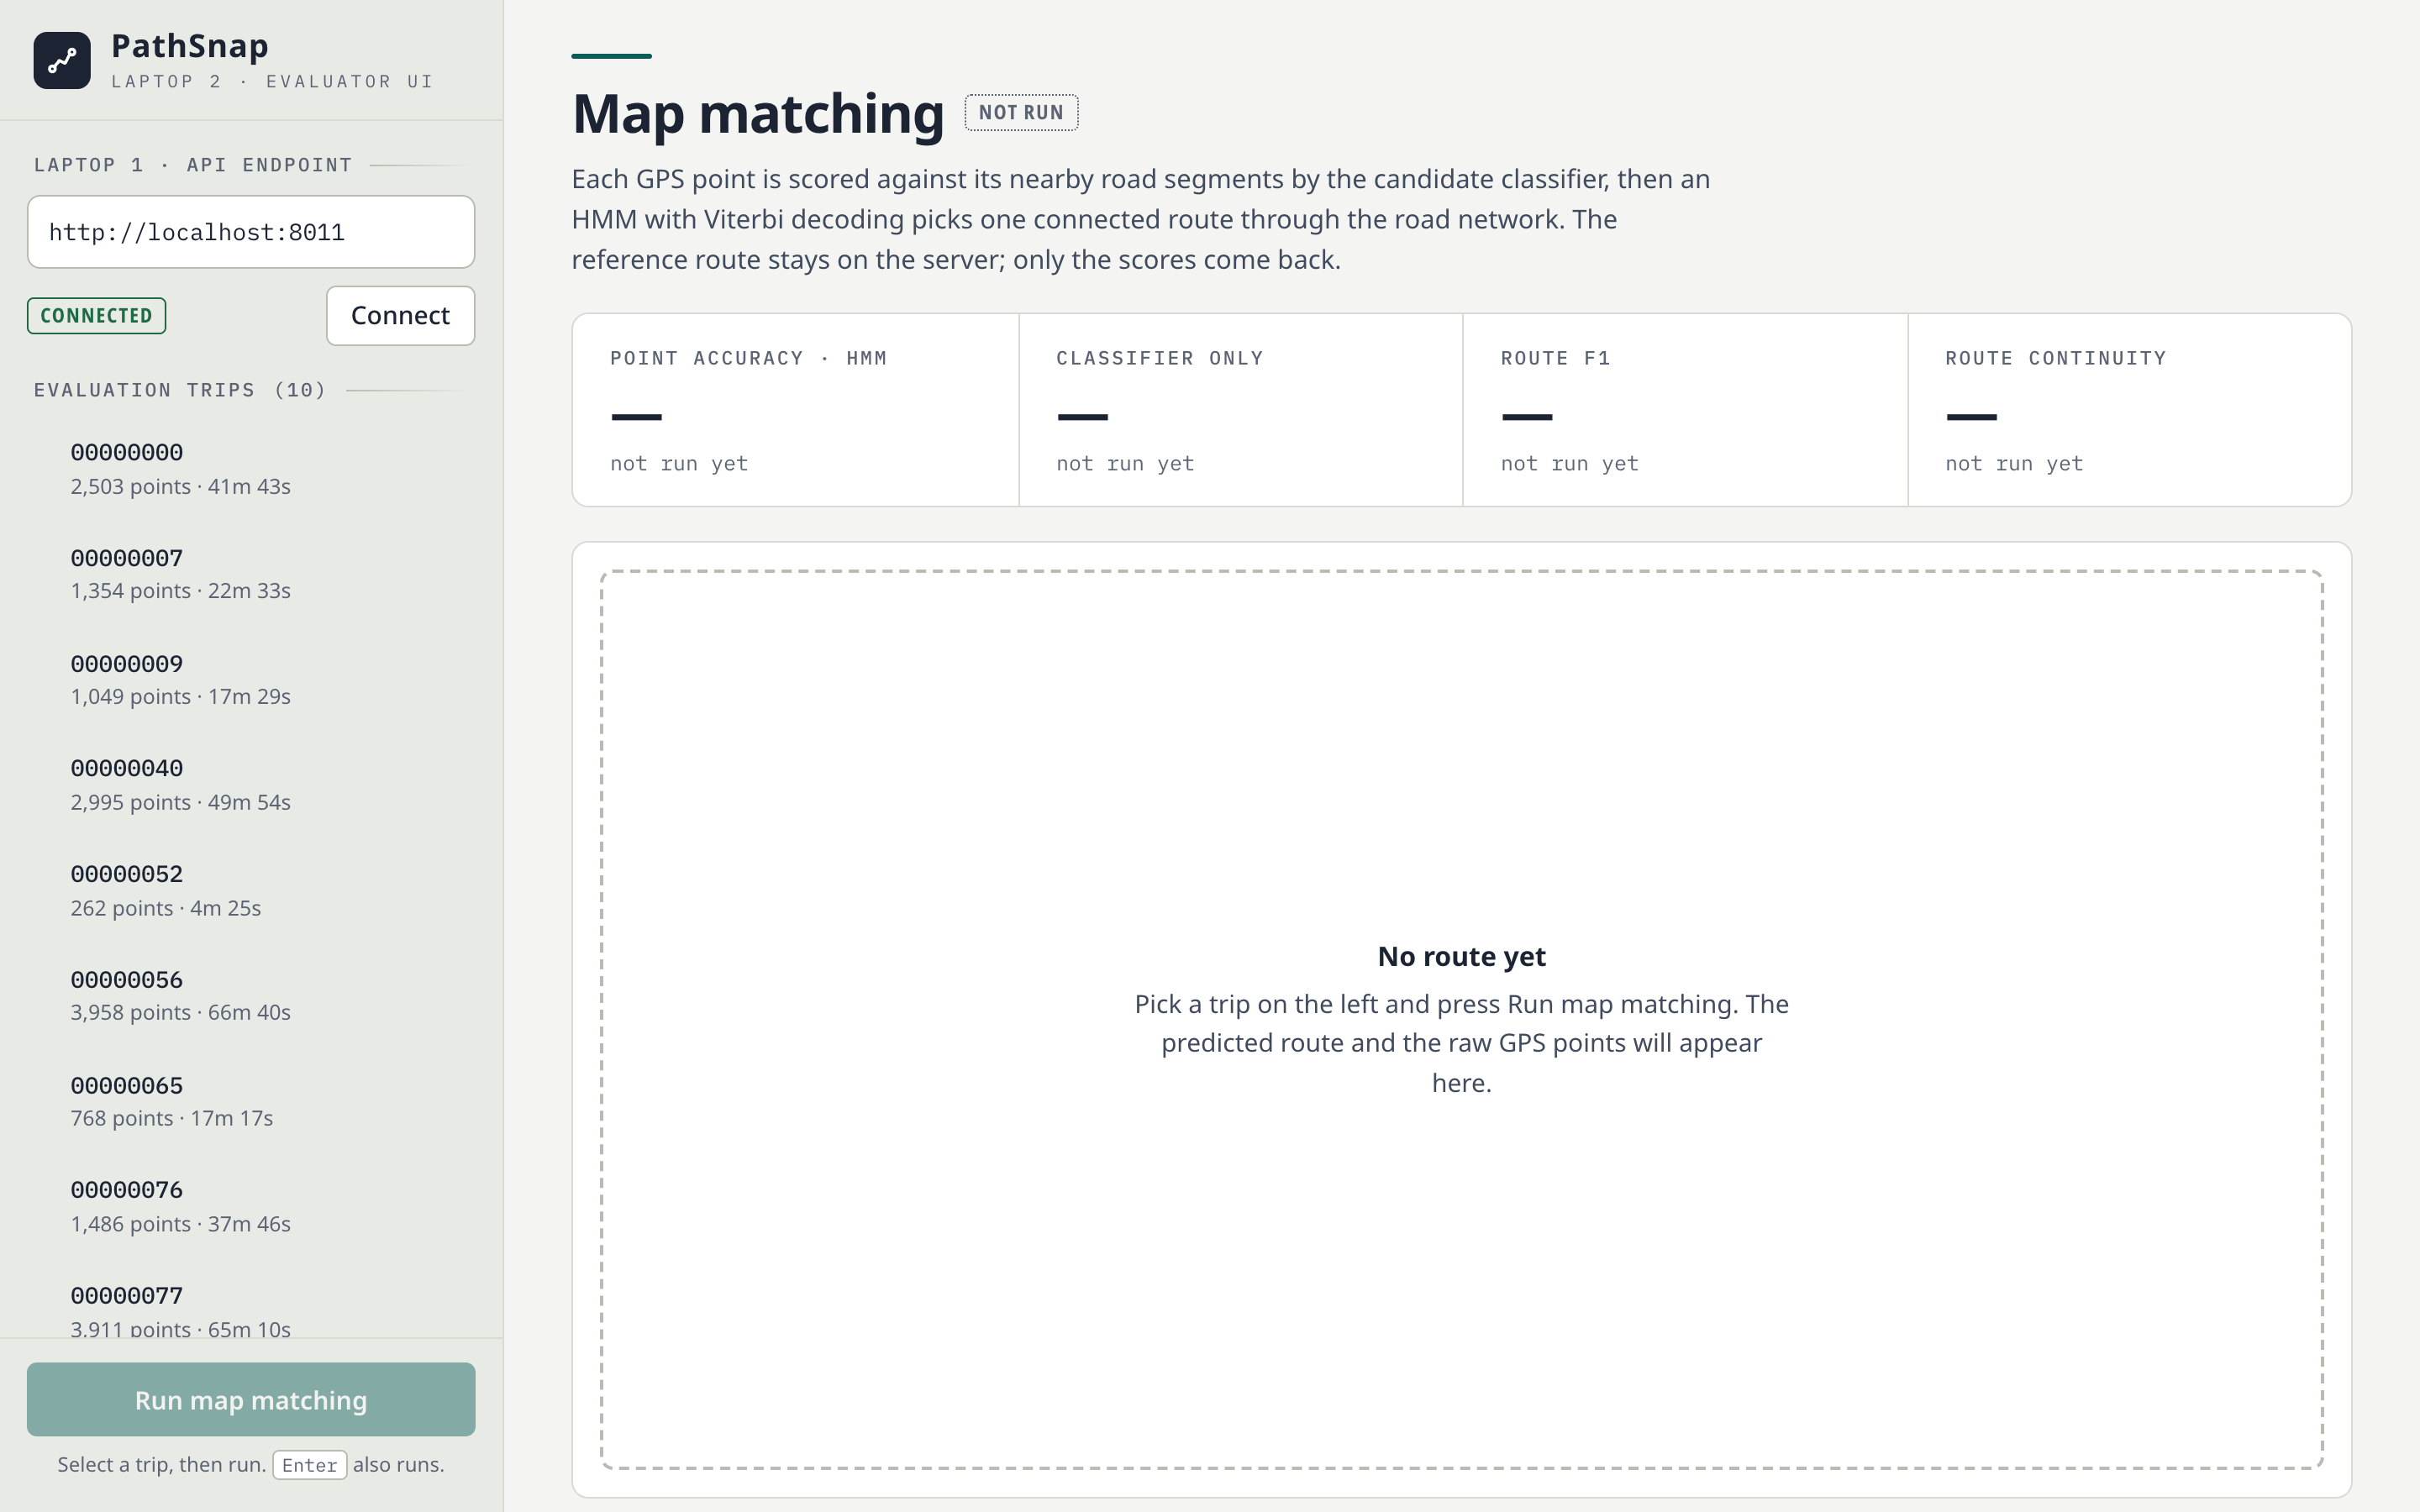 PathSnap
LAPTOP 2 · EVALUATOR UI
LAPTOP 1 · API ENDPOINT
http://localhost:8011
CONNECTED
Connect
EVALUATION TRIPS (10)
00000000
2,503 points · 41m 43s
00000007
1,354 points · 22m 33s
00000009
1,049 points · 17m 29s
00000040
2,995 points · 49m 54s
00000052
262 points · 4m 25s
00000056
3,958 points · 66m 40s
00000065
768 points · 17m 17s
00000076
1,486 points · 37m 46s
00000077
3,911 points · 65m 10s
Run map matching
Select a trip, then run. Enter also runs.
Map matching
NOT RUN
Each GPS point is scored against its nearby road segments by the candidate classifier, then an
HMM with Viterbi decoding picks one connected route through the road network. The
reference route stays on the server; only the scores come back.
POINT ACCURACY · HMM
—
not run yet
CLASSIFIER ONLY
—
not run yet
ROUTE F1
—
not run yet
ROUTE CONTINUITY
—
not run yet
No route yet
Pick a trip on the left and press Run map matching. The
predicted route and the raw GPS points will appear
here.